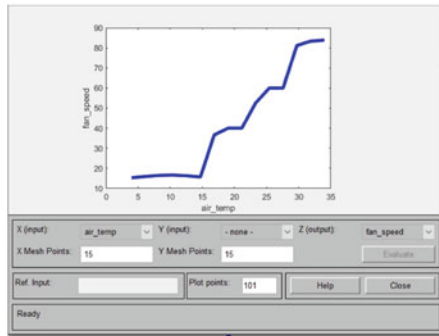 90
80
70
60
50
40
30
20
10
fan_speed
0 5 10 15 20 25 30 35
air_temp
X (input): air_temp Y (input): - none - Z (output): fan_speed
X Mesh Points: 15 Y Mesh Points: 15 Evaluate
Ref. Input: Plot points: 101 Help Close
Ready